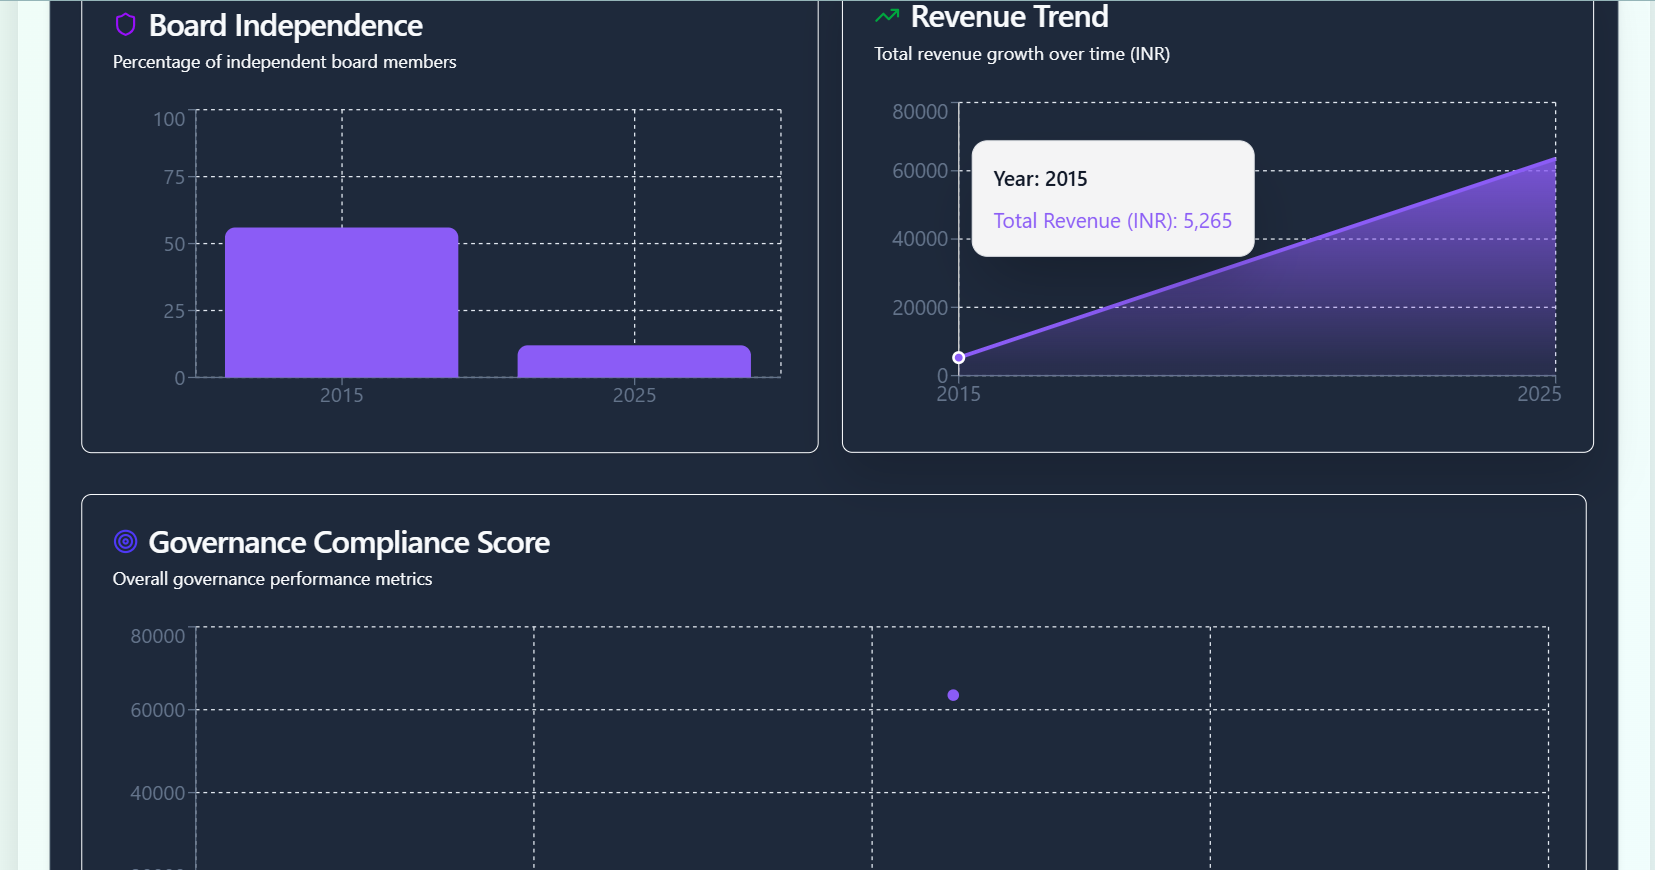 Board Independence
Percentage of independent board members
100
75
50
25
0
2015
2025
Revenue Trend
Total revenue growth over time (INR)
80000
60000
40000
20000
0
2015
2025
Year: 2015
Total Revenue (INR): 5,265
Governance Compliance Score
Overall governance performance metrics
80000
60000
40000